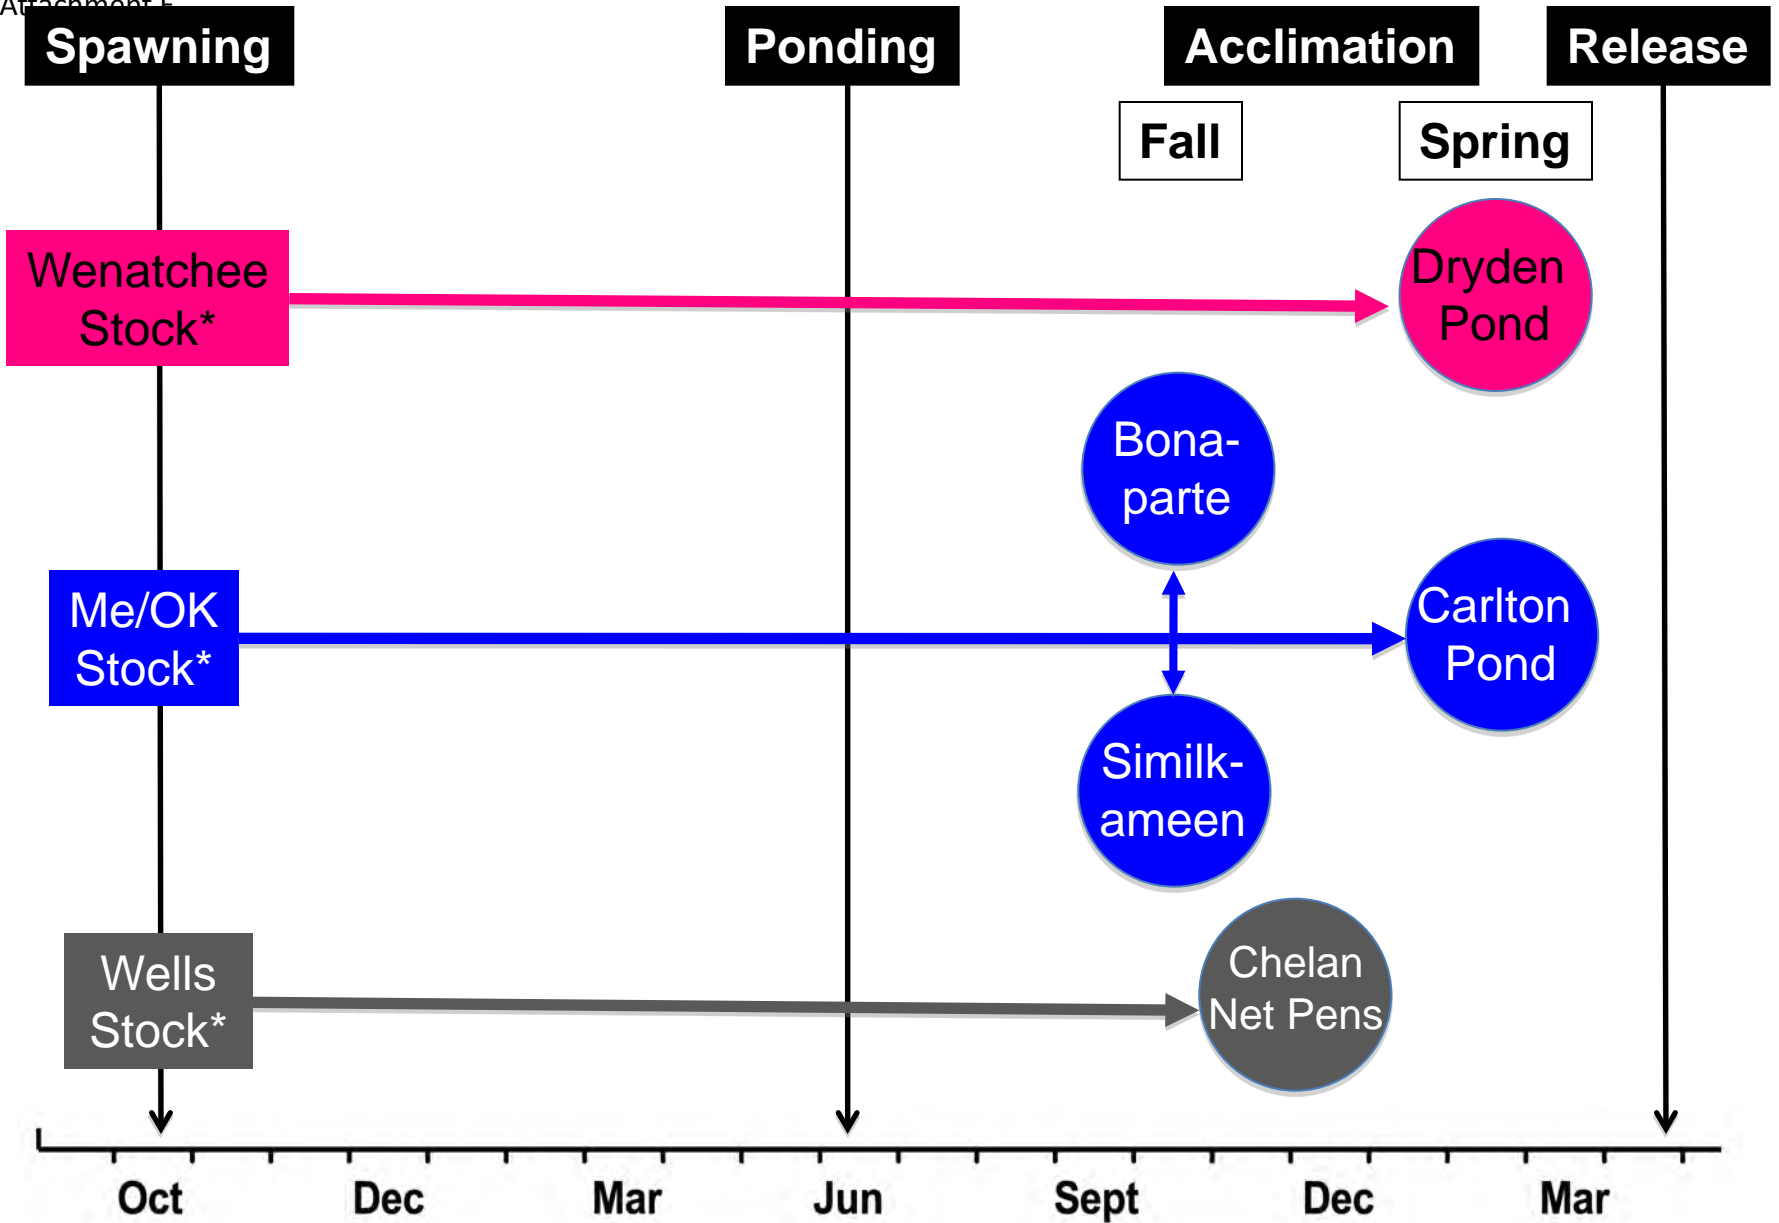 Attachment E
Spawning
Ponding
Acclimation
Release
Fall
Spring
Wenatchee
Stock*
Dryden
Pond
Bona-
parte
Me/OK
Stock*
Carlton
Pond
Similk-
ameen
Wells
Stock*
Chelan
Net Pens
Oct
Dec
Mar
Jun
Sept
Dec
Mar